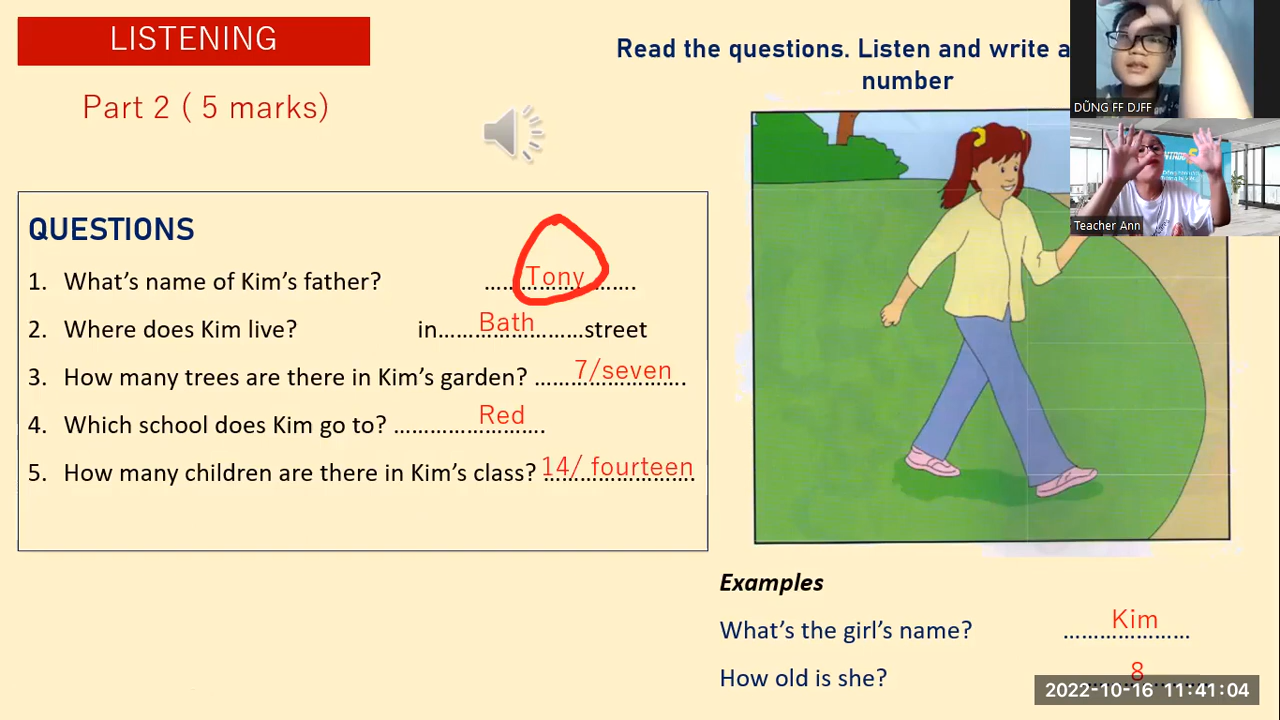 LISTENING
Part 2 ( 5 marks)
Read the questions. Listen and write a
number
DŨNG FF DJFF
Teacher Ann
QUESTIONS
1. What's name of Kim's father? ………Tony…….
2. Where does Kim live? in……Bath………street
3. How many trees are there in Kim's garden? ……7/seven…….
4. Which school does Kim go to? ………Red…….
5. How many children are there in Kim's class? 14/ fourteen
Examples
What's the girl's name? Kim
How old is she? 8
2022-10-16 11:41:04